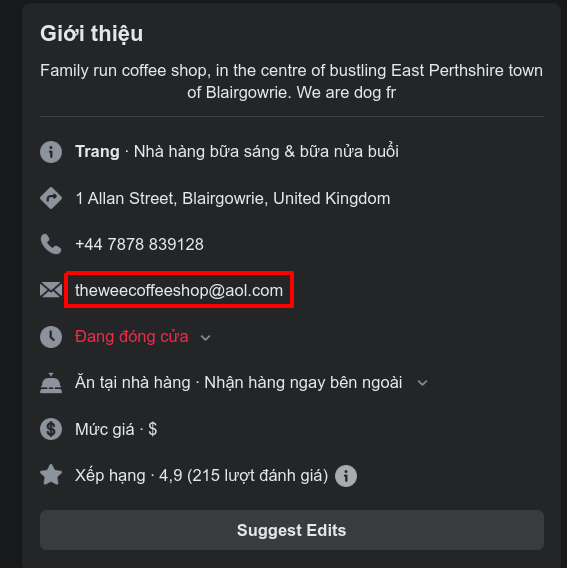 Giới thiệu
Family run coffee shop, in the centre of bustling East Perthshire town
of Blairgowrie. We are dog fr
Trang · Nhà hàng bữa sáng & bữa nửa buổi
1 Allan Street, Blairgowrie, United Kingdom
+44 7878 839128
theweecoffeeshop@aol.com
Đang đóng cửa
Ăn tại nhà hàng · Nhận hàng ngay bên ngoài
Mức giá · $
Xếp hạng · 4,9 (215 lượt đánh giá)
Suggest Edits